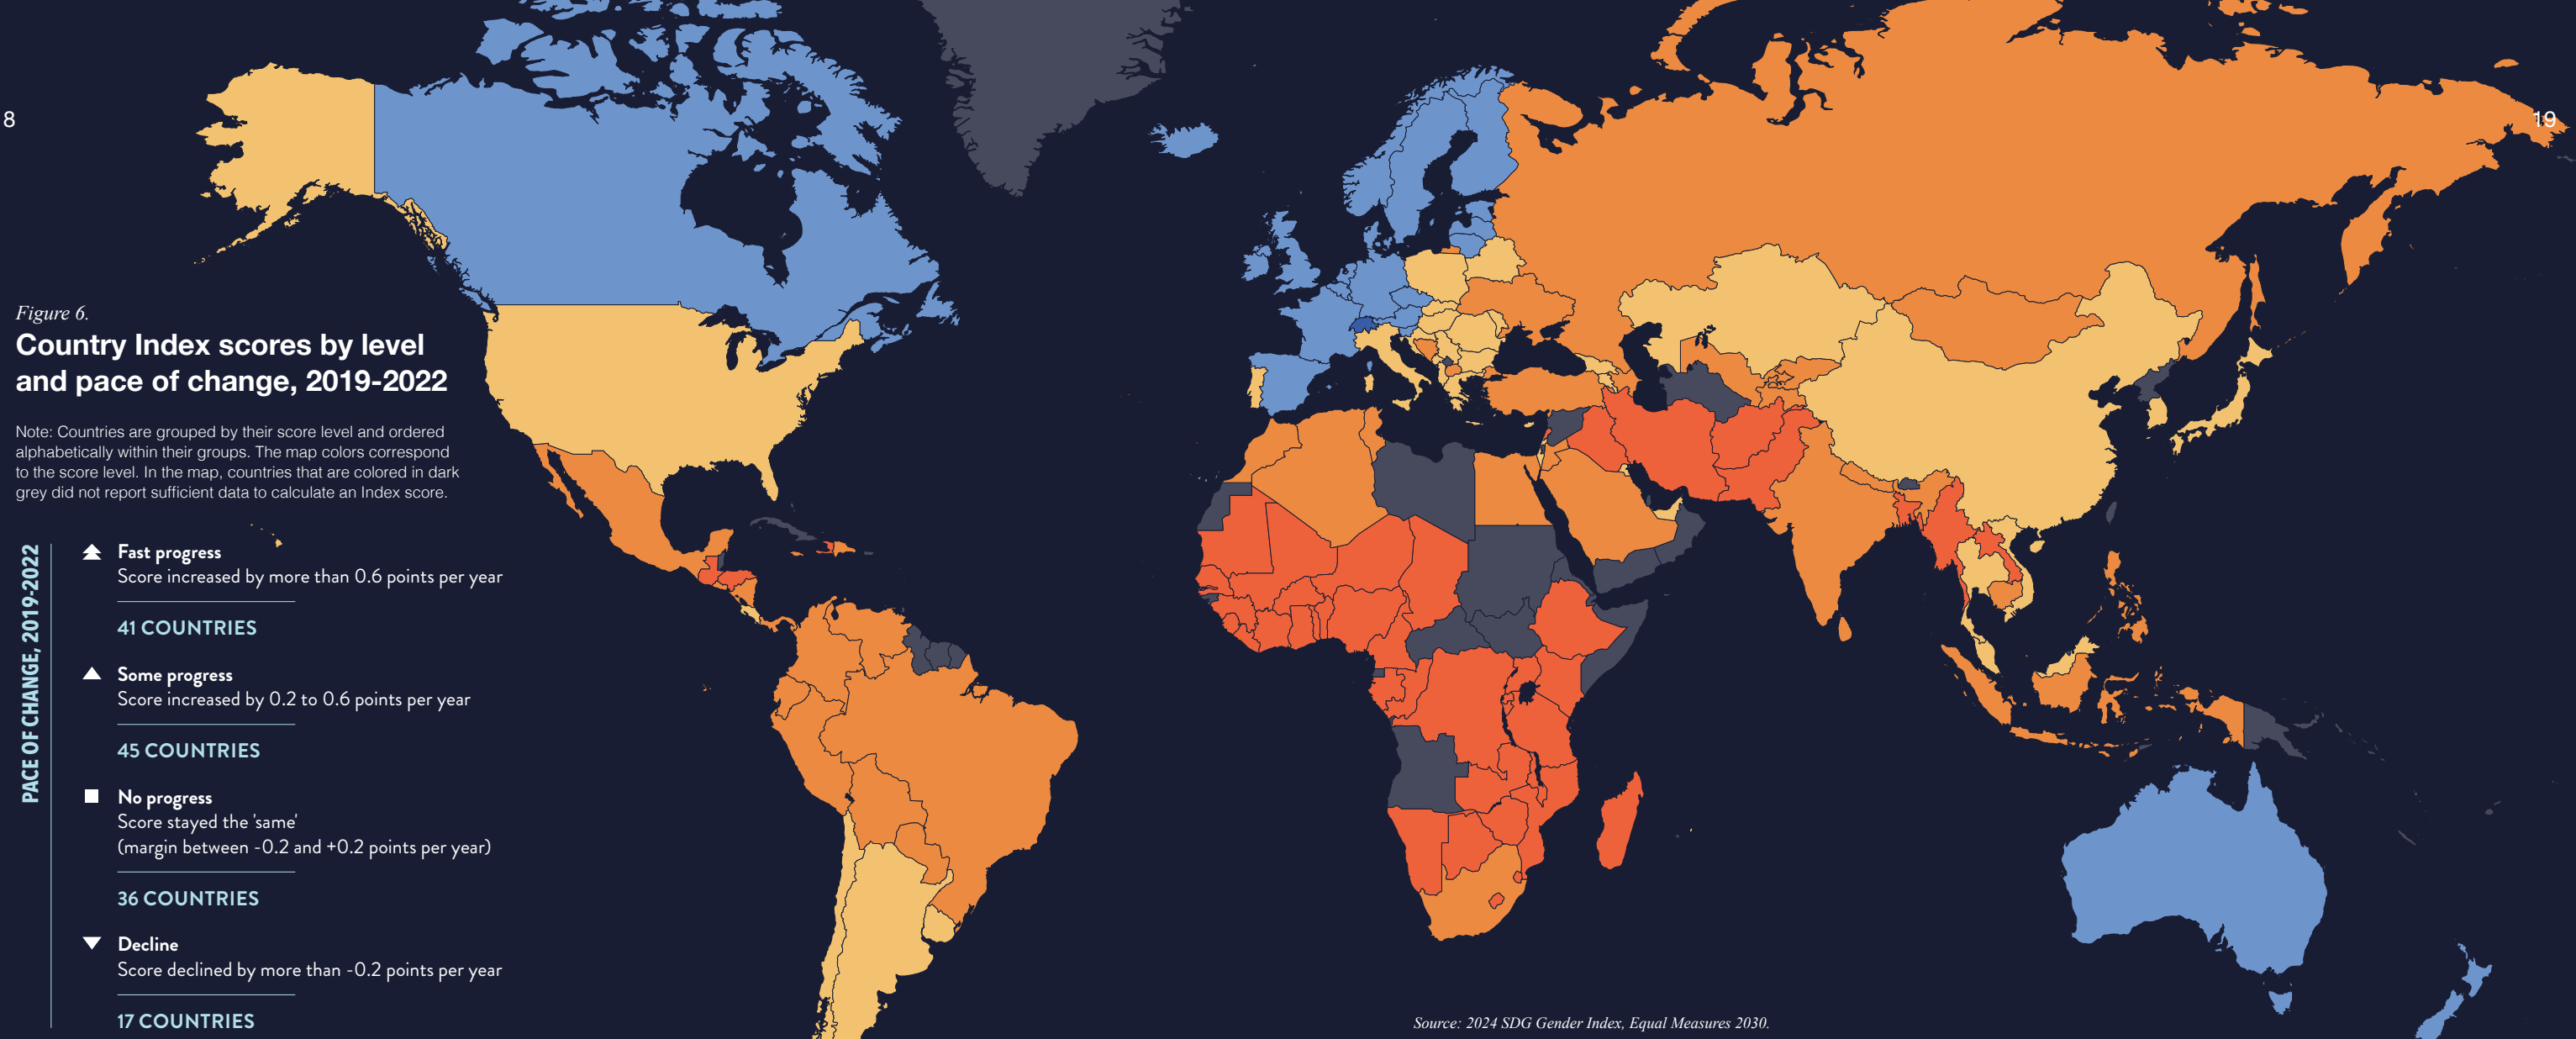 8
19
Figure 6.
Country Index scores by level
and pace of change, 2019-2022
Note: Countries are grouped by their score level and ordered
alphabetically within their groups. The map colors correspond
to the score level. In the map, countries that are colored in dark
grey did not report sufficient data to calculate an Index score.
PACE OF CHANGE, 2019-2022
Fast progress
Score increased by more than 0.6 points per year
41 COUNTRIES
Some progress
Score increased by 0.2 to 0.6 points per year
45 COUNTRIES
No progress
Score stayed the 'same'
(margin between -0.2 and +0.2 points per year)
36 COUNTRIES
Decline
Score declined by more than -0.2 points per year
17 COUNTRIES
Source: 2024 SDG Gender Index, Equal Measures 2030.